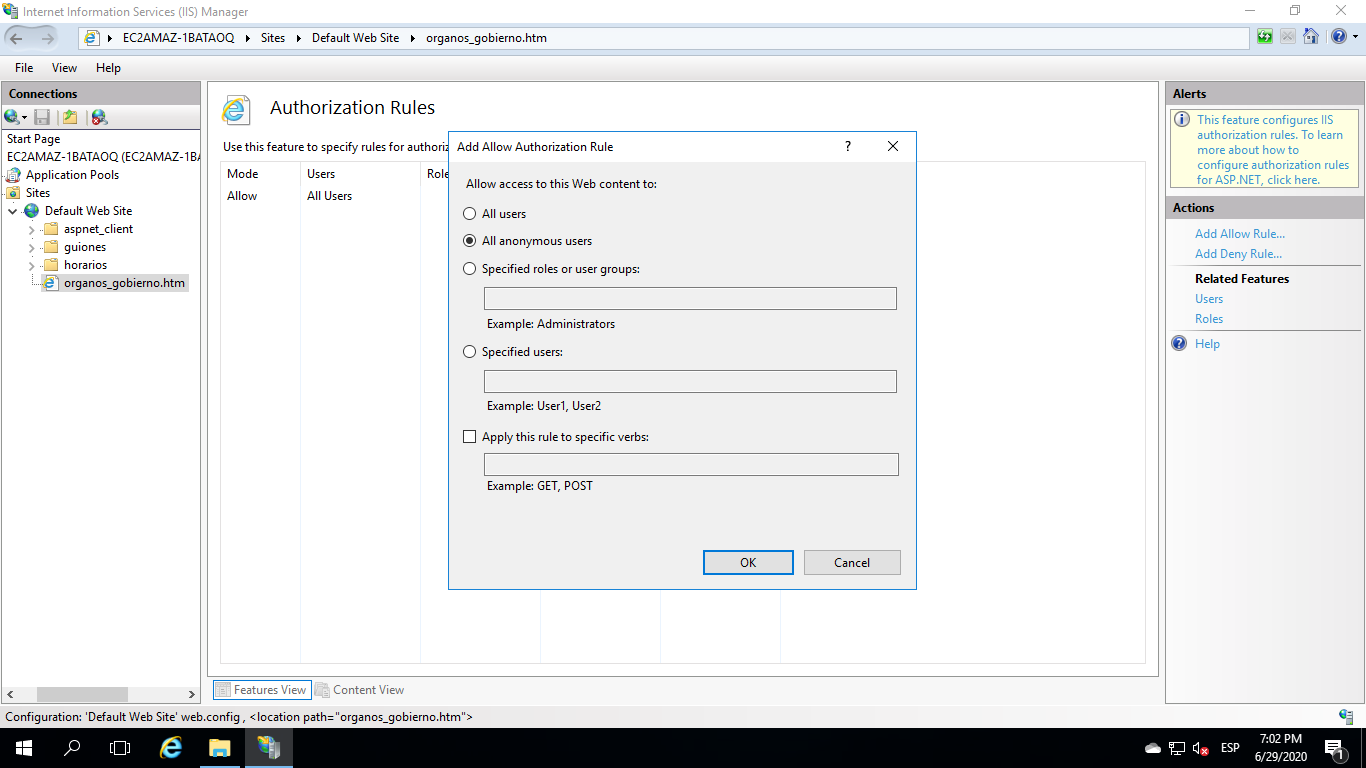 Internet Information Services (IIS) Manager
EC2AMAZ-1BATAOQ
Sites
Default Web Site
organos_gobierno.htm
File
View
Help
Connections
Start Page
EC2AMAZ-1BATAOQ (EC2AMAZ-1BA
Application Pools
Sites
Default Web Site
aspnet_client
guiones
horarios
organos_gobierno.htm
Authorization Rules
Use this feature to specify rules for authoriz
Mode
Users
Role
Allow
All Users
Add Allow Authorization Rule
?
Allow access to this Web content to:
All users
All anonymous users
Specified roles or user groups:
Example: Administrators
Specified users:
Example: User1, User2
Apply this rule to specific verbs:
Example: GET, POST
OK
Cancel
Features View
Content View
Alerts
This feature configures IIS
authorization rules. To learn
more about how to
configure authorization rules
for ASP.NET, click here.
Actions
Add Allow Rule...
Add Deny Rule...
Related Features
Users
Roles
Help
Configuration: 'Default Web Site' web.config , <location path="organos_gobierno.htm">
ESP
7:02 PM
6/29/2020
1